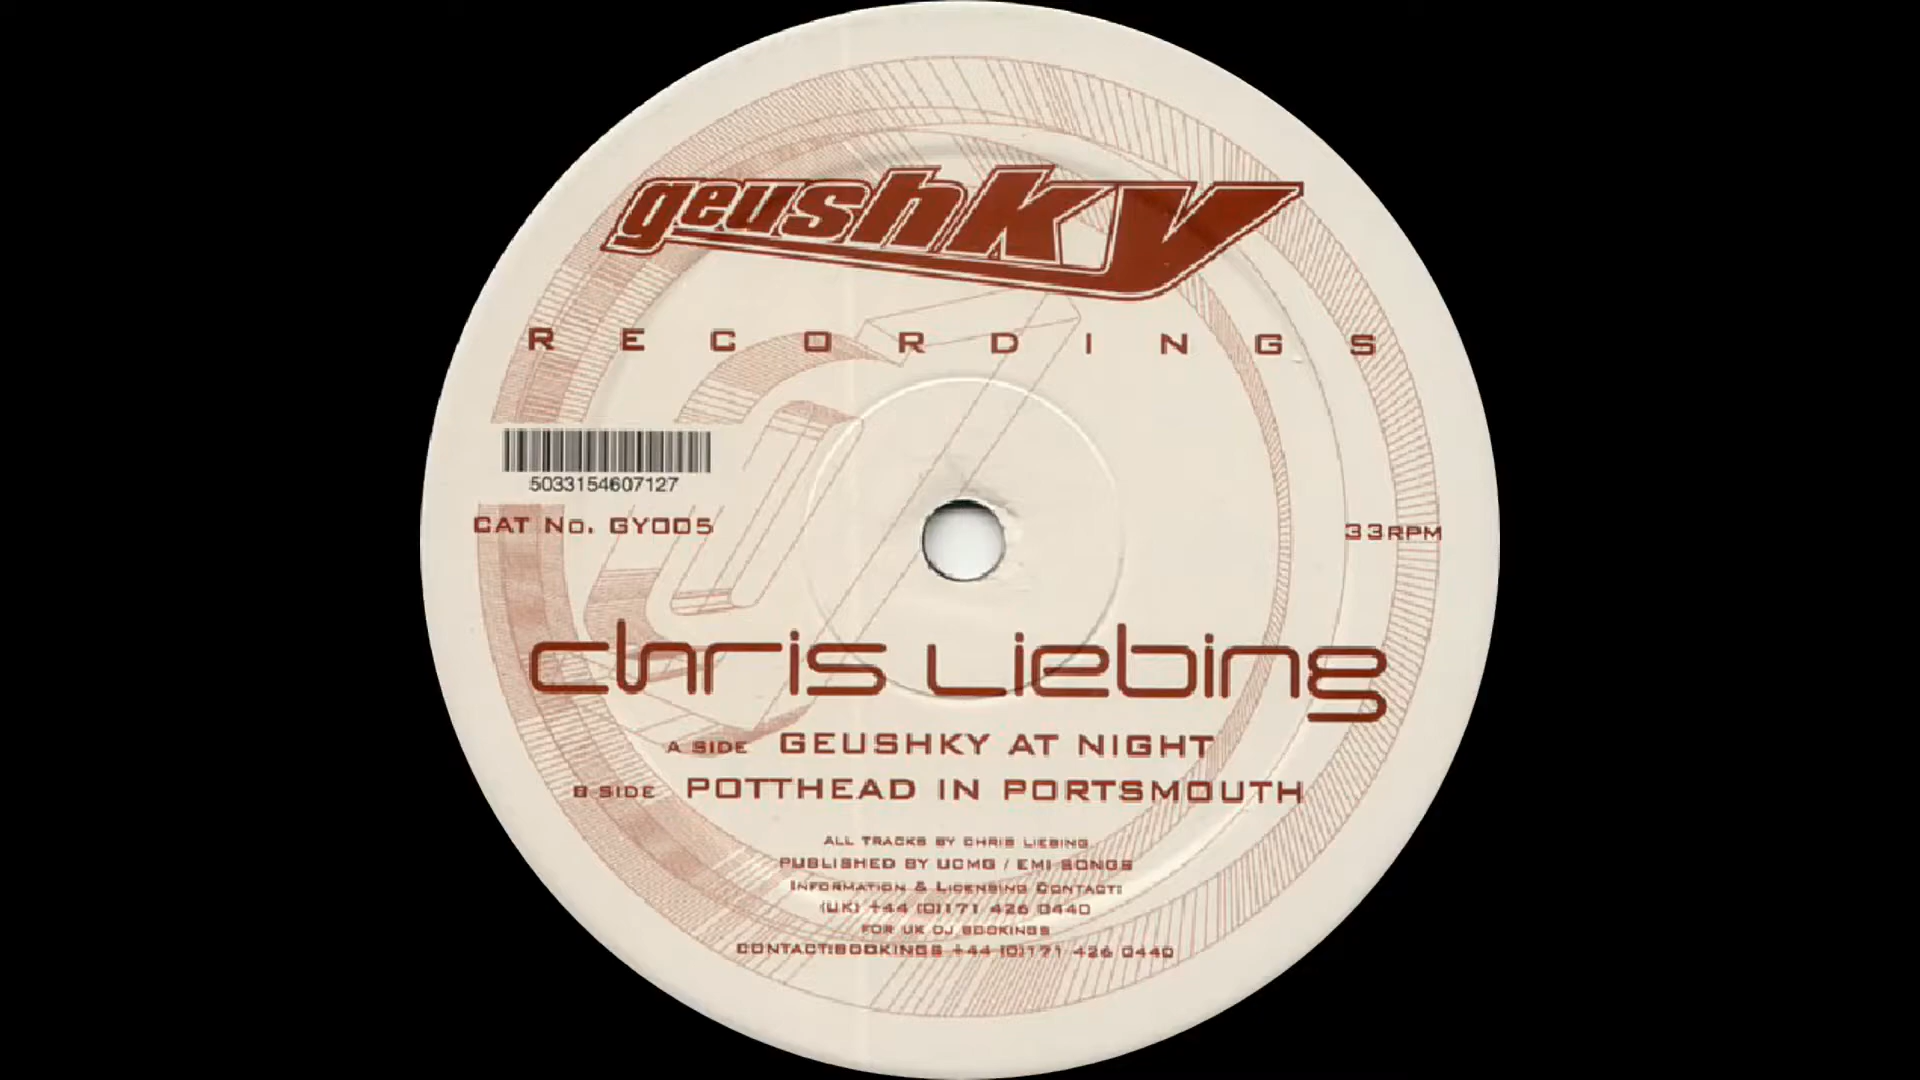 geushky
RECORDINGS
5033154607127
CAT No. GY005
33RPM
chris Liebing
A SIDE GEUSHKY AT NIGHT
B SIDE POTTHEAD IN PORTSMOUTH
ALL TRACKS BY CHRIS LIEBING.
PUBLISHED BY UCMG / EMI SONGS
INFORMATION & LICENSING CONTACT:
(UK) +44 (0)171 426 0440
FOR UK DJ BOOKINGS
CONTACT:BOOKINGS +44 (0)171 426 0440